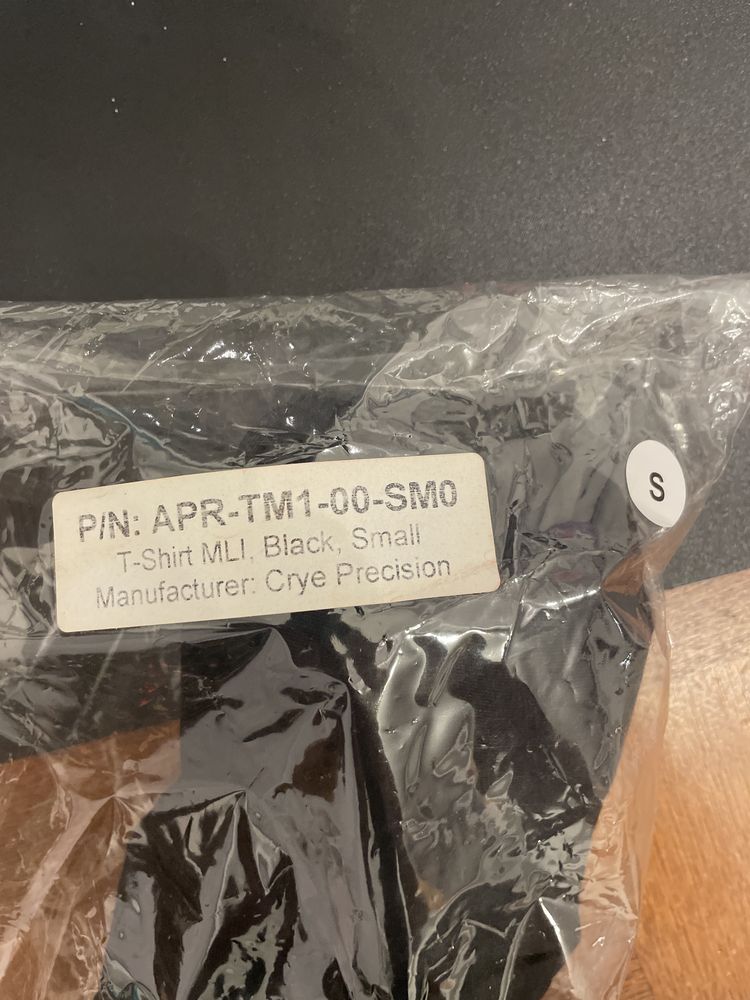 P/N: APR-TM1-00-SM0
T-Shirt MLI, Black, Small
Manufacturer: Crye Precision
S